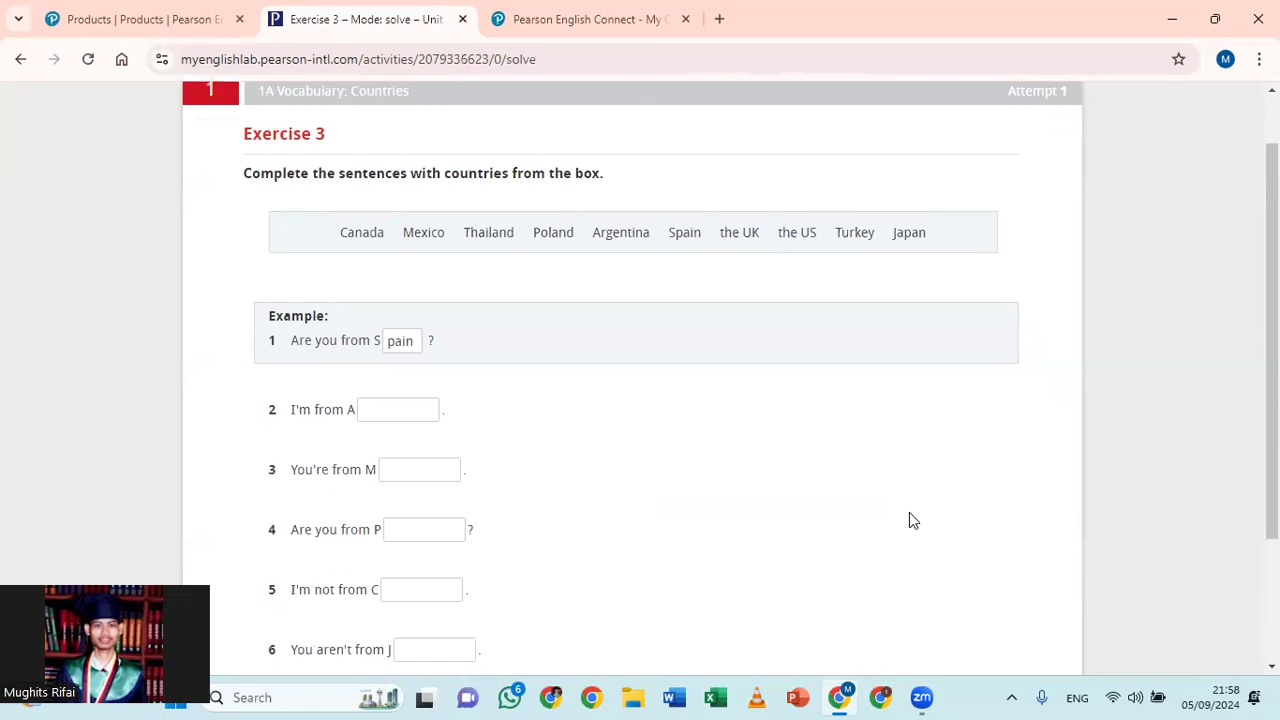 Products | Products | Pearson E
Exercise 3 – Mode: solve – Unit
Pearson English Connect - My C
myenglishlab.pearson-intl.com/activities/2079336623/0/solve
M
1
1A Vocabulary: Countries
Attempt 1
Exercise 3
Complete the sentences with countries from the box.
Canada Mexico Thailand Poland Argentina Spain the UK the US Turkey Japan
Example:
1 Are you from S pain ?
2 I'm from A .
3 You're from M .
4 Are you from P ?
5 I'm not from C .
6 You aren't from J .
Mughits Rifai
Search
6
M
zm
ENG
21:58
05/09/2024